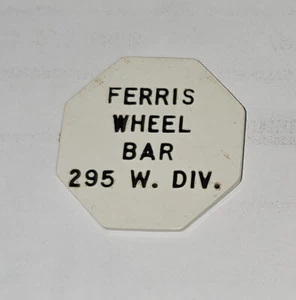 FERRIS
WHEEL
BAR
295 W. DIV.